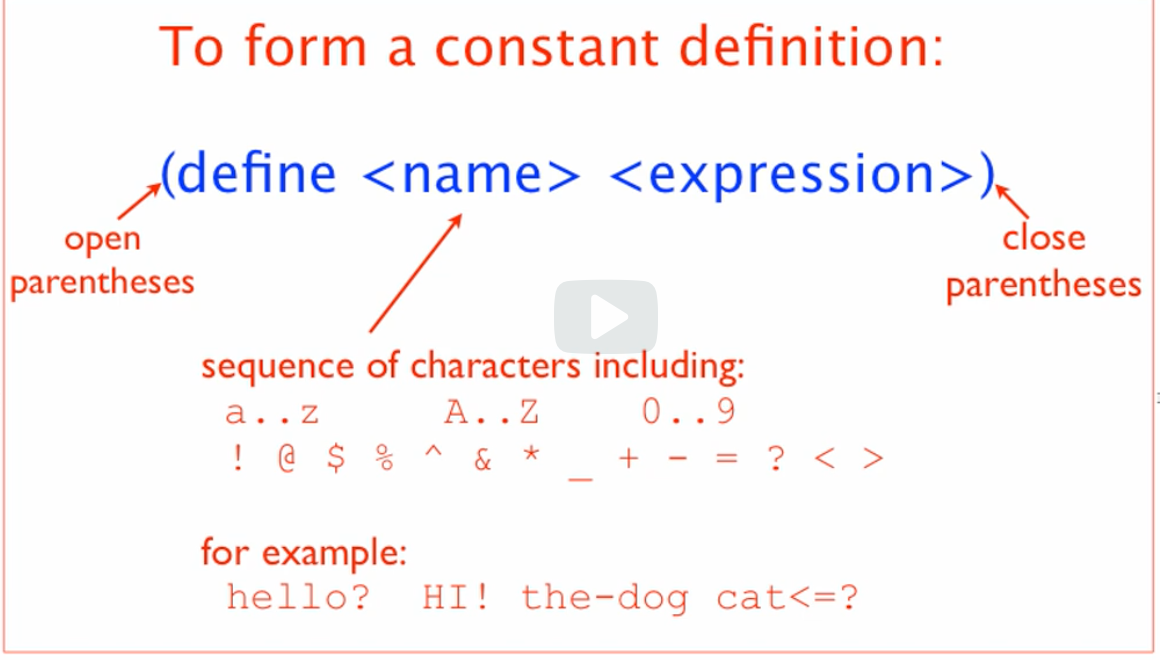 To form a constant definition:
(define <name> <expression>)
open
parentheses
close
parentheses
sequence of characters including:
a..z A..Z 0..9
! @ $ % ^ & * _ + - = ? < >
for example:
hello? HI! the-dog cat<=?